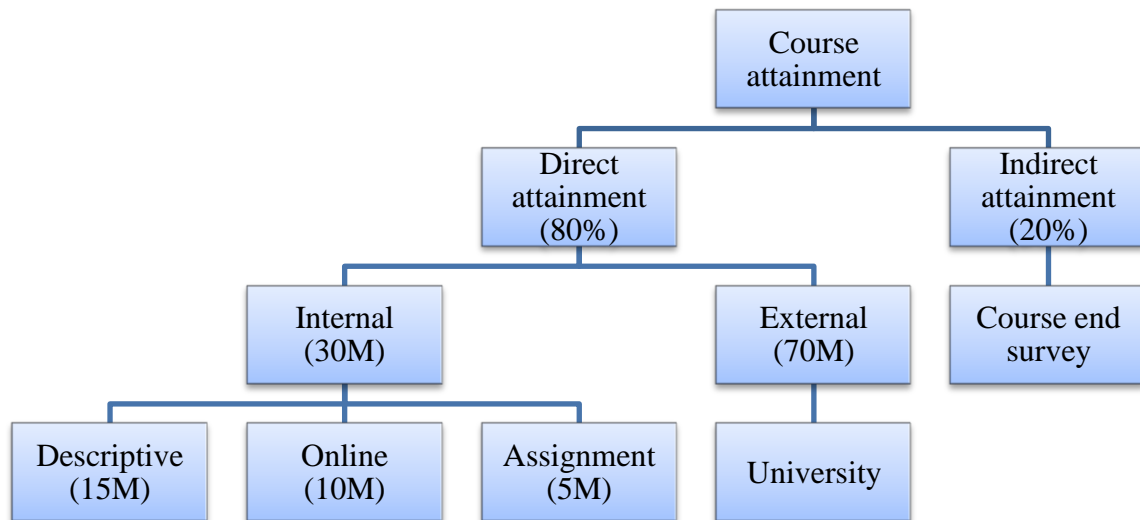 Course
attainment
Direct
attainment
(80%)
Indirect
attainment
(20%)
Internal
(30M)
External
(70M)
Course end
survey
Descriptive
(15M)
Online
(10M)
Assignment
(5M)
University